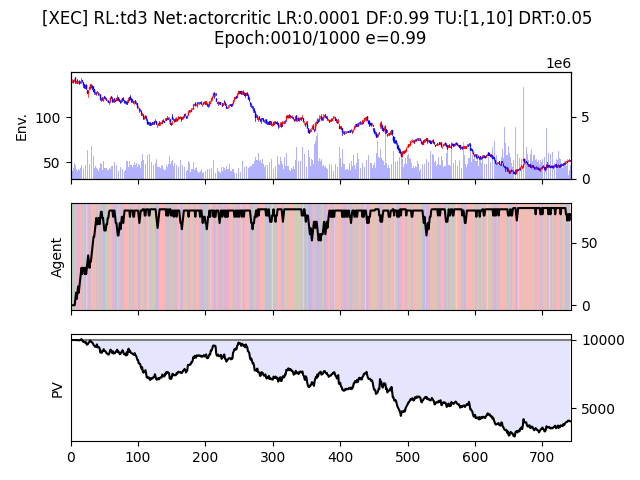 [XEC] RL:td3 Net:actorcritic LR:0.0001 DF:0.99 TU:[1,10] DRT:0.05
Epoch:0010/1000 e=0.99
1e6
Env.
100
50
5
0
Agent
50
0
PV
10000
5000
0 100 200 300 400 500 600 700